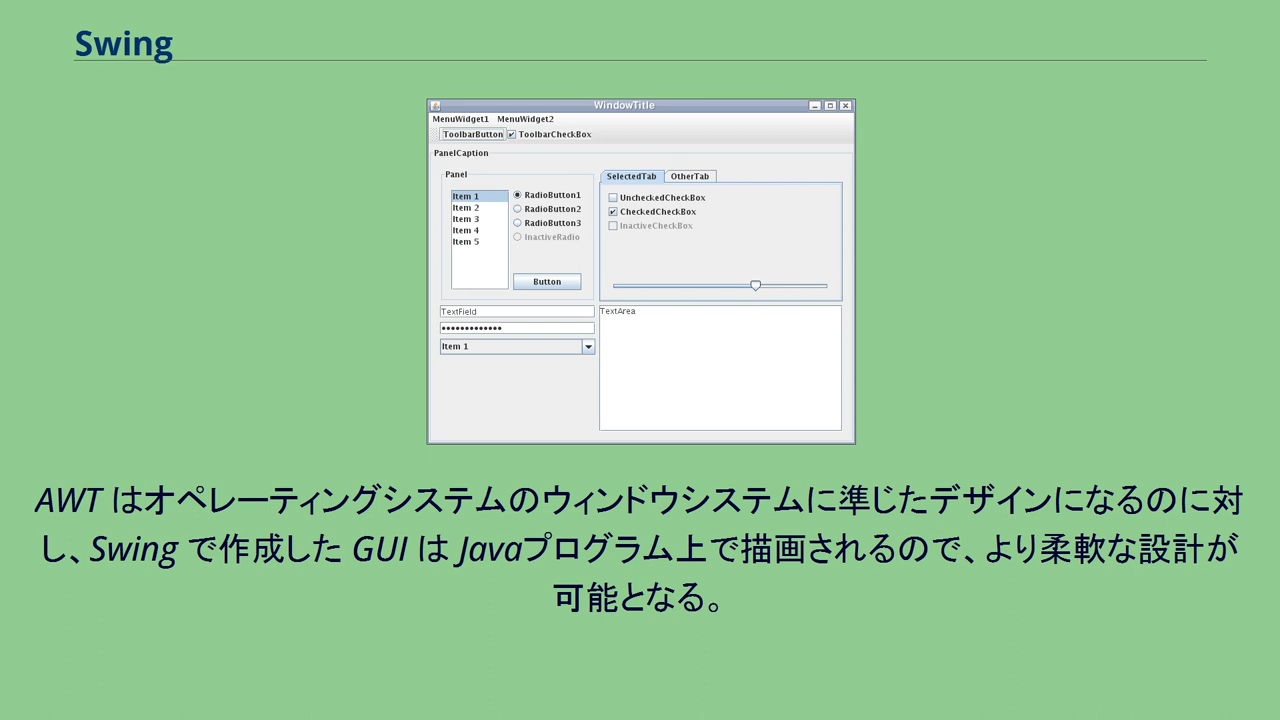 Swing
WindowTitle
MenuWidget1 MenuWidget2
ToolbarButton ToolbarCheckBox
PanelCaption
Panel
Item 1
Item 2
Item 3
Item 4
Item 5
RadioButton1
RadioButton2
RadioButton3
InactiveRadio
Button
SelectedTab OtherTab
UncheckedCheckBox
CheckedCheckBox
InactiveCheckBox
TextField
•••••••••••••
Item 1
TextArea
AWT はオペレーティングシステムのウィンドウシステムに準じたデザインになるのに対
し、Swing で作成した GUI は Javaプログラム上で描画されるので、より柔軟な設計が
可能となる。